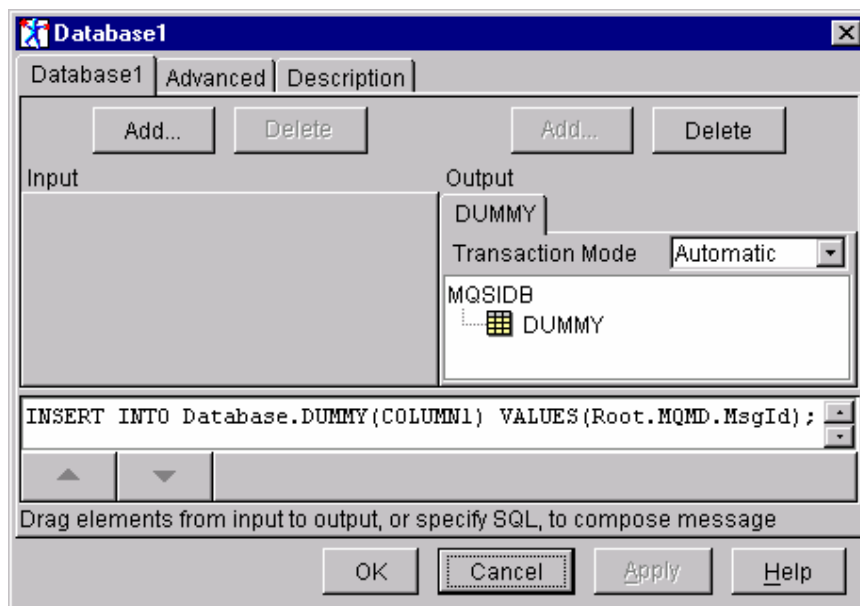 Database1
Database1 Advanced Description
Add... Delete Add... Delete
Input Output
DUMMY
Transaction Mode Automatic
MQSIDB
DUMMY
INSERT INTO Database.DUMMY(COLUMN1) VALUES(Root.MQMD.MsgId);
Drag elements from input to output, or specify SQL, to compose message
OK Cancel Apply Help